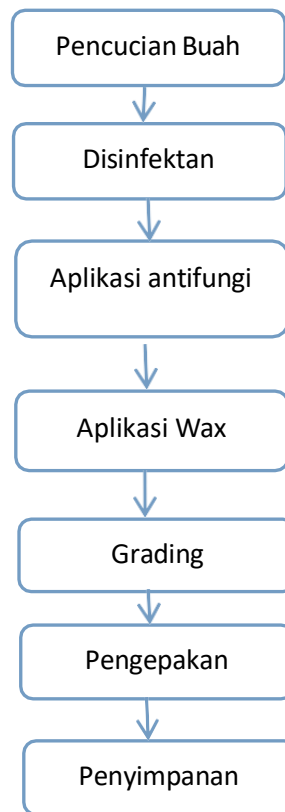 Pencucian Buah
Disinfektan
Aplikasi antifungi
Aplikasi Wax
Grading
Pengepakan
Penyimpanan